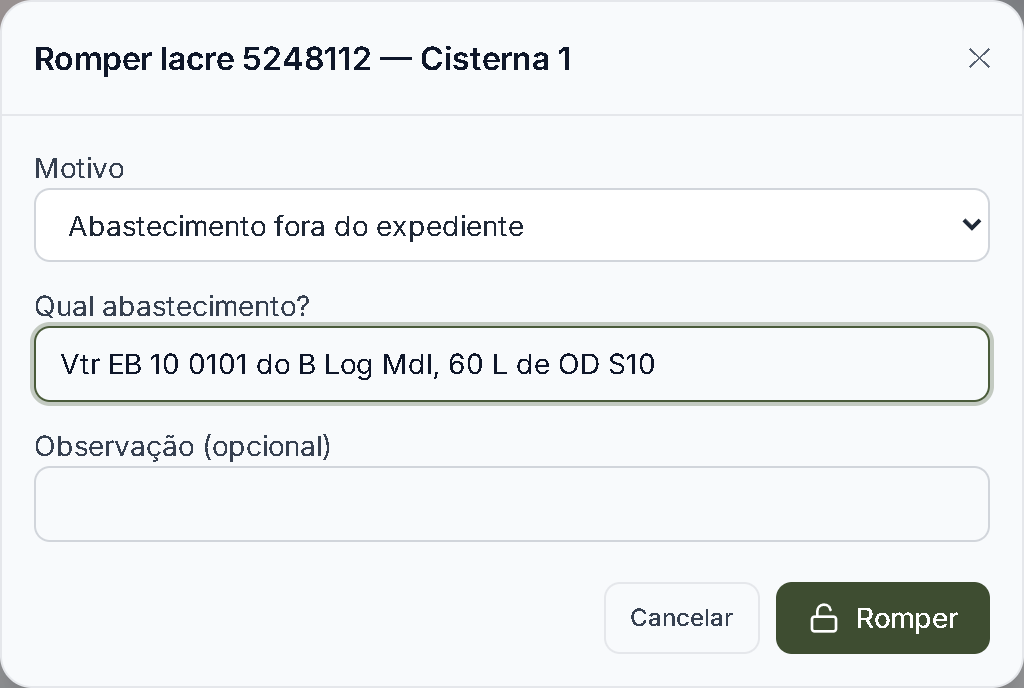 Romper lacre 5248112 — Cisterna 1
Motivo
Abastecimento fora do expediente
Qual abastecimento?
Vtr EB 10 0101 do B Log Mdl, 60 L de OD S10
Observação (opcional)
Cancelar
Romper